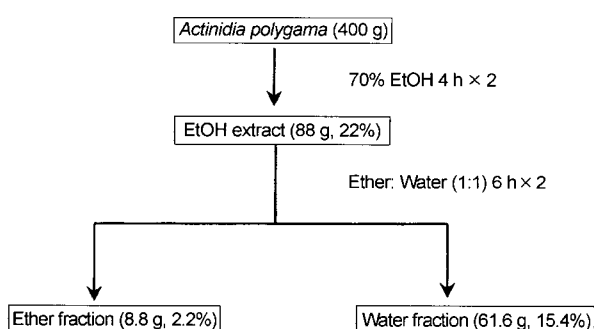 Actinidia polygama (400 g)
70% EtOH 4 h × 2
EtOH extract (88 g, 22%)
Ether: Water (1:1) 6 h × 2
Ether fraction (8.8 g, 2.2%)
Water fraction (61.6 g, 15.4%)